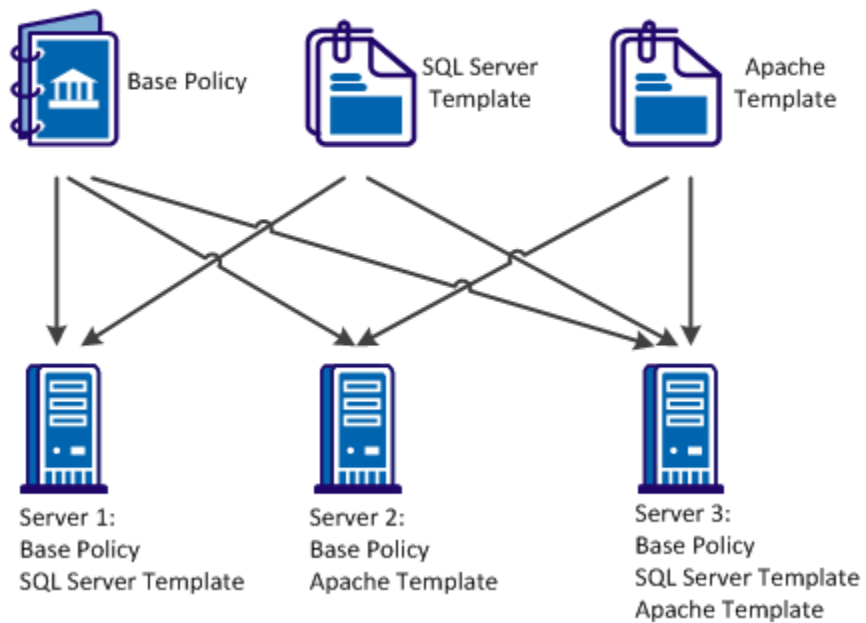 Base Policy
SQL Server
Template
Apache
Template
Server 1:
Base Policy
SQL Server Template
Server 2:
Base Policy
Apache Template
Server 3:
Base Policy
SQL Server Template
Apache Template